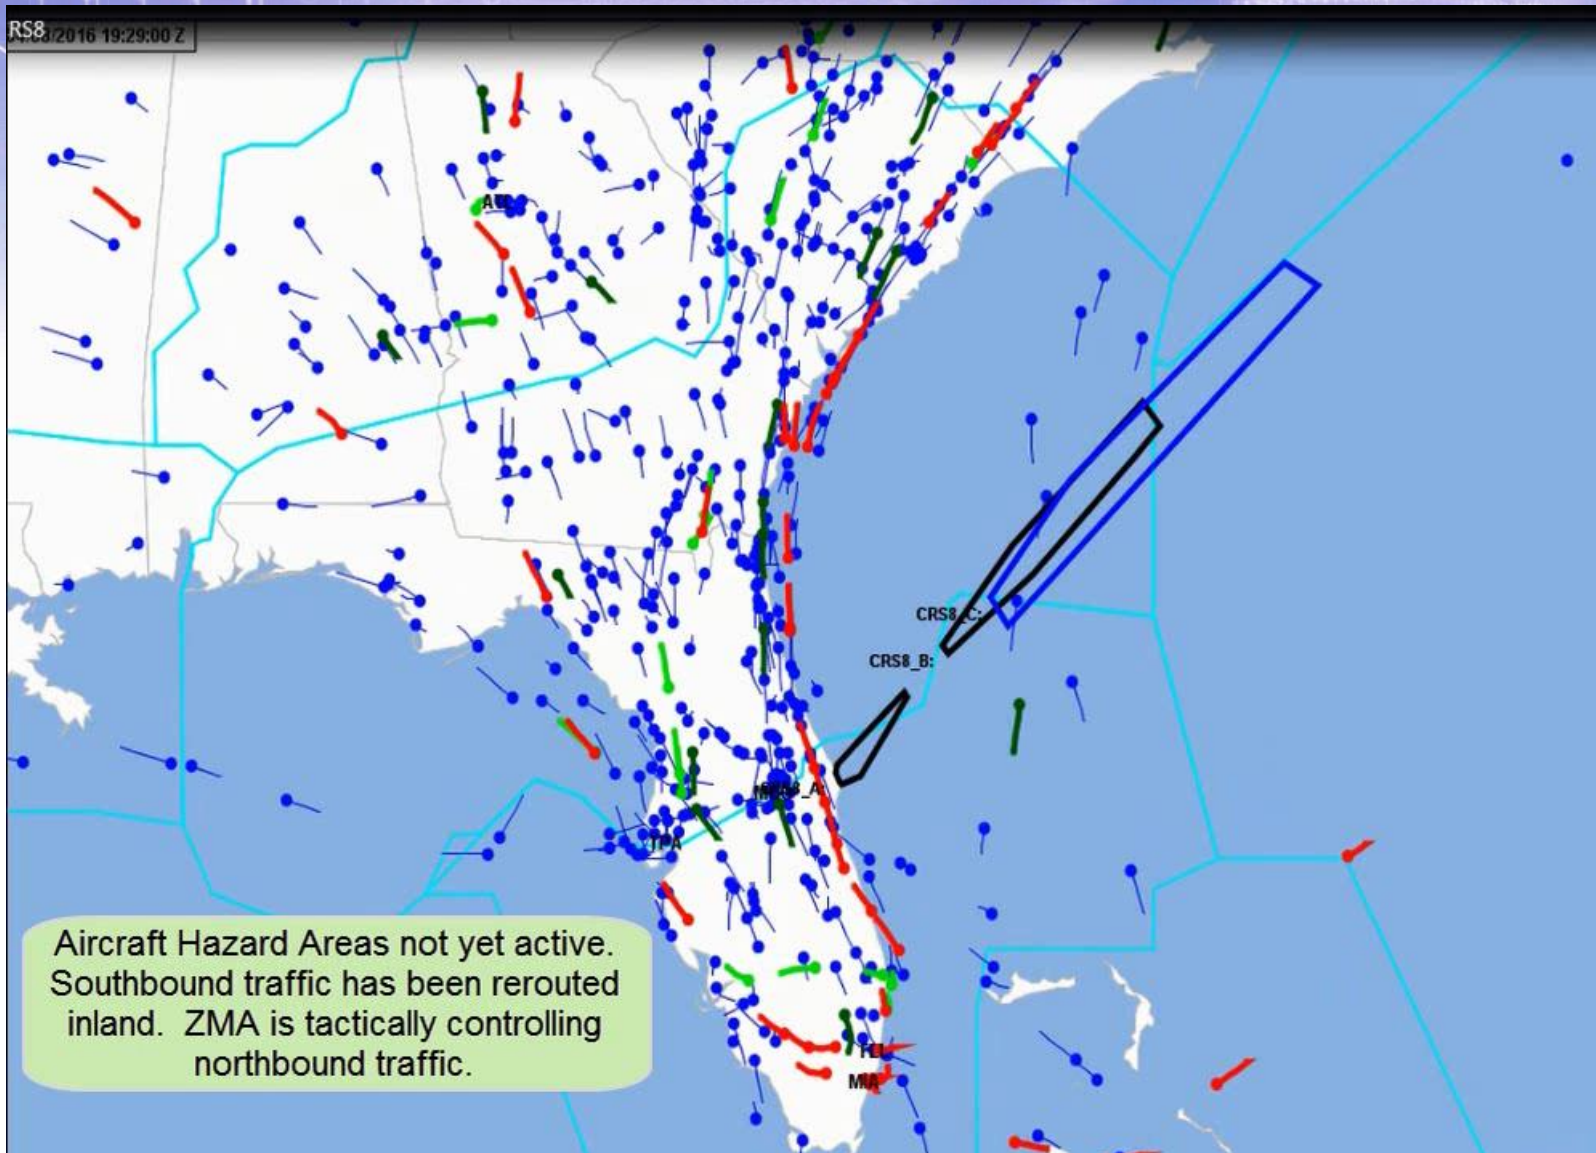 RS8
/2016 19:29:00 Z
CRS8_C:
CRS8_B:
_A:
TPA
MIA
Aircraft Hazard Areas not yet active.
Southbound traffic has been rerouted
inland. ZMA is tactically controlling
northbound traffic.